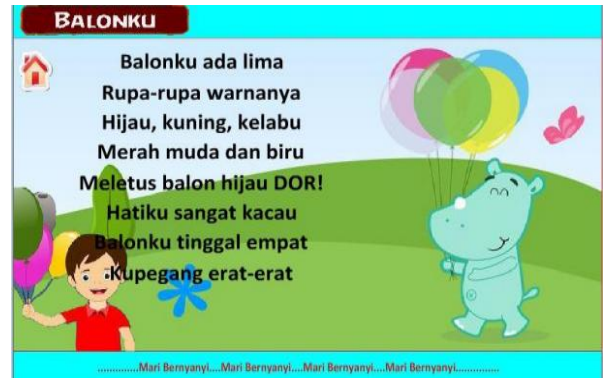 BALONKU
Balonku ada lima
Rupa-rupa warnanya
Hijau, kuning, kelabu
Merah muda dan biru
Meletus balon hijau DOR!
Hatiku sangat kacau
Balonku tinggal empat
Kupegang erat-erat
..............Mari Bernyanyi....Mari Bernyanyi....Mari Bernyanyi....Mari Bernyanyi..............